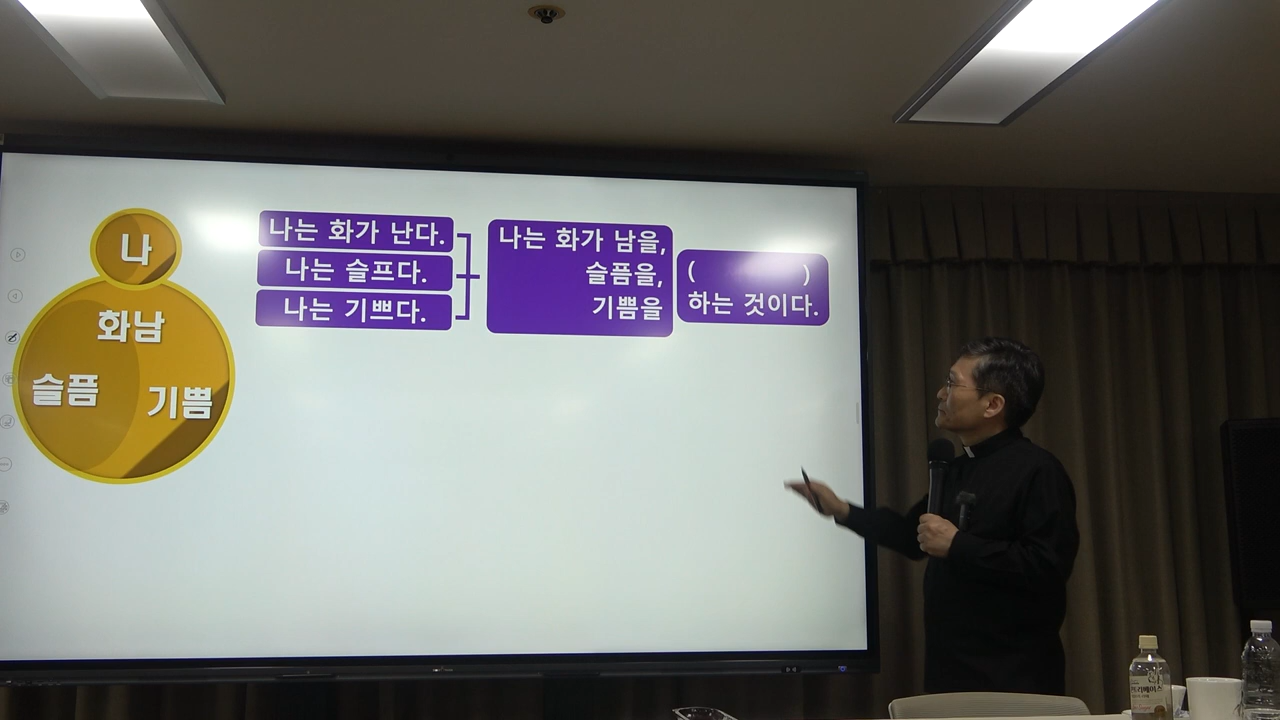 나
화남
슬픔 기쁨
나는 화가 난다.
나는 슬프다.
나는 기쁘다.
나는 화가 남을,
슬픔을,
기쁨을
( )
하는 것이다.